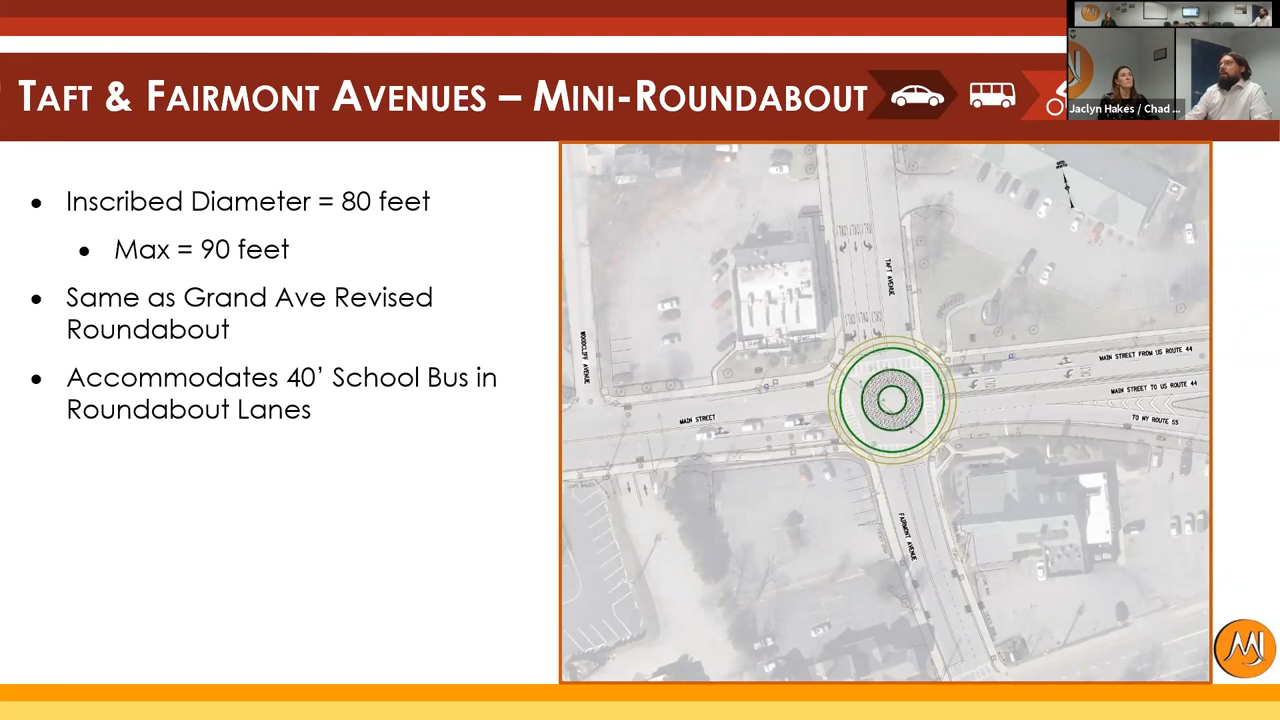 TAFT & FAIRMONT AVENUES – MINI-ROUNDABOUT
Jaclyn Hakes / Chad ...
• Inscribed Diameter = 80 feet
• Max = 90 feet
• Same as Grand Ave Revised
Roundabout
• Accommodates 40’ School Bus in
Roundabout Lanes
TAFT AVENUE
WOODCLIFF AVENUE
MAIN STREET FROM US ROUTE 44
MAIN STREET TO US ROUTE 44
MAIN STREET
TO NY ROUTE 55
FAIRMONT AVENUE
MJ